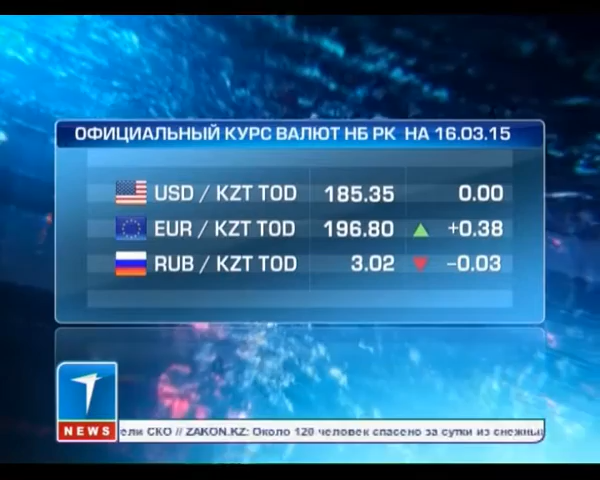 ОФИЦИАЛЬНЫЙ КУРС ВАЛЮТ НБ РК НА 16.03.15
USD / KZT TOD 185.35 0.00
EUR / KZT TOD 196.80 +0.38
RUB / KZT TOD 3.02 -0.03
NEWS
ели СКО // ZAKON.KZ: Около 120 человек спасено за сутки из снежны